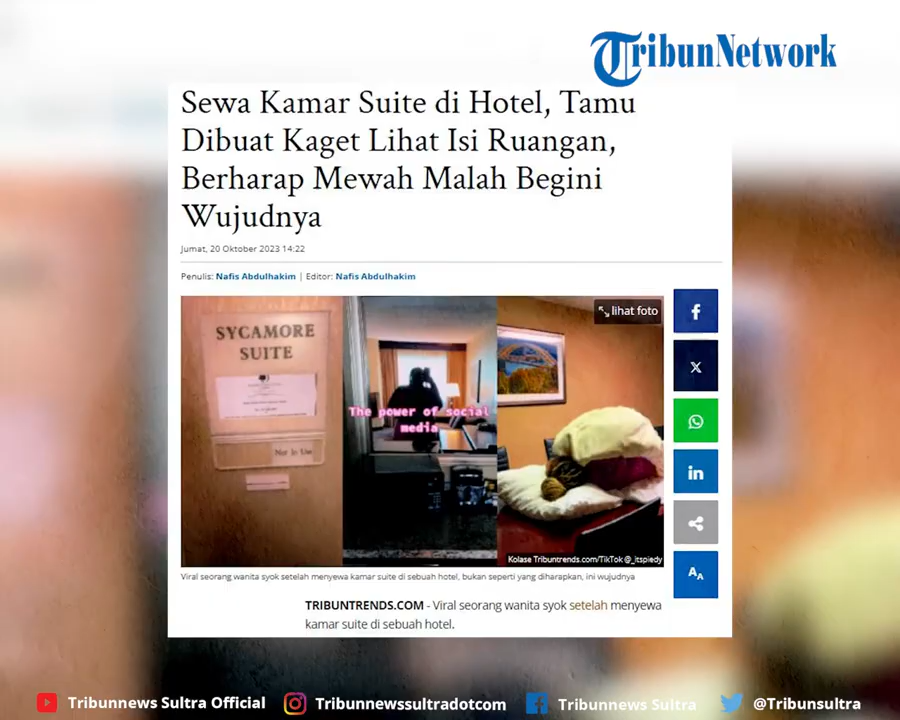 TribunNetwork
Sewa Kamar Suite di Hotel, Tamu
Dibuat Kaget Lihat Isi Ruangan,
Berharap Mewah Malah Begini
Wujudnya
Jumat, 20 Oktober 2023 14:22
Penulis: Nafis Abdulhakim | Editor: Nafis Abdulhakim
lihat foto
SYCAMORE
SUITE
Not In Use
The power of social
media
Kolase Tribuntrends.com/TikTok @_itspiedy
Viral seorang wanita syok setelah menyewa kamar suite di sebuah hotel, bukan seperti yang diharapkan, ini wujudnya
TRIBUNTRENDS.COM - Viral seorang wanita syok setelah menyewa
kamar suite di sebuah hotel.
AA
Tribunnews Sultra Official
Tribunnewssultradotcom
Tribunnews Sultra
@Tribunsultra